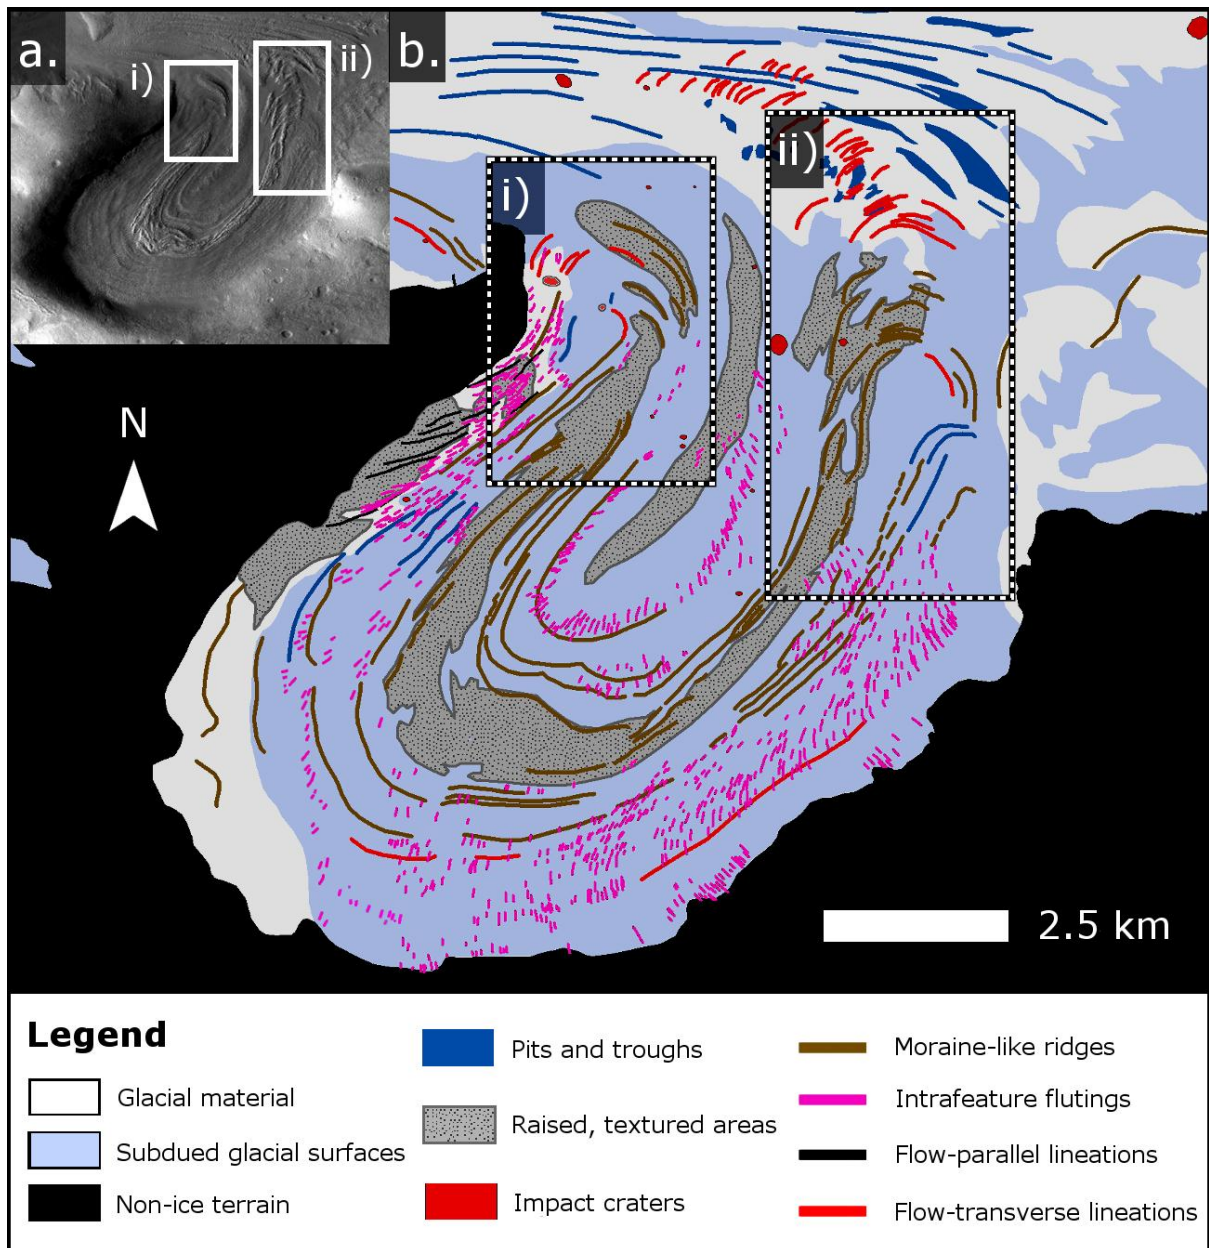 a.
i)
ii)
b.
i)
ii)
N
2.5 km
Legend
Glacial material
Subdued glacial surfaces
Non-ice terrain
Pits and troughs
Raised, textured areas
Impact craters
Moraine-like ridges
Intrafeature flutings
Flow-parallel lineations
Flow-transverse lineations